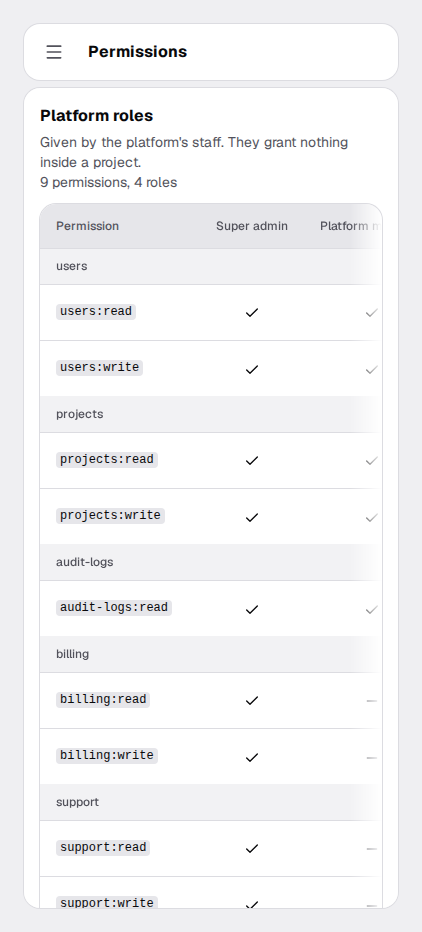 Permissions
Platform roles
Given by the platform's staff. They grant nothing
inside a project.
9 permissions, 4 roles
Permission Super admin Platform
users
users:read
users:write
projects
projects:read
projects:write
audit-logs
audit-logs:read
billing
billing:read
billing:write
support
support:read
support:write